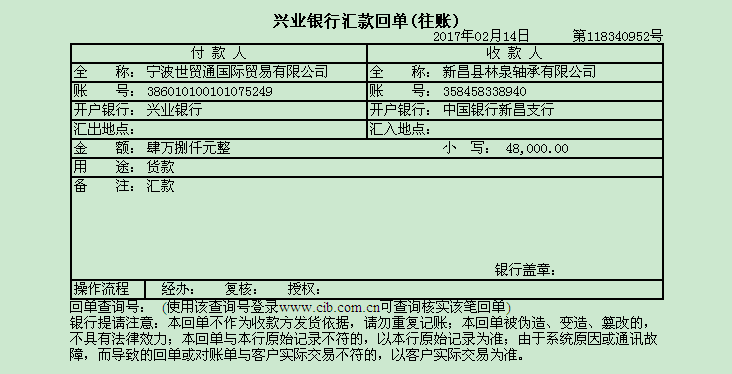 兴业银行汇款回单(往账)
2017年02月14日 第118340952号
付 款 人 收 款 人
全 称: 宁波世贸通国际贸易有限公司 全 称: 新昌县林泉轴承有限公司
账 号: 386010100101075249 账 号: 358458338940
开户银行: 兴业银行 开户银行: 中国银行新昌支行
汇出地点: 汇入地点:
金 额: 肆万捌仟元整 小 写: 48,000.00
用 途: 货款
备 注: 汇款
银行盖章:
操作流程 经办: 复核: 授权:
回单查询号: (使用该查询号登录www.cib.com.cn可查询核实该笔回单)
银行提请注意: 本回单不作为收款方发货依据, 请勿重复记账; 本回单被伪造、变造、篡改的,
不具有法律效力; 本回单与本行原始记录不符的, 以本行原始记录为准; 由于系统原因或通讯故
障, 而导致的回单或对账单与客户实际交易不符的, 以客户实际交易为准。